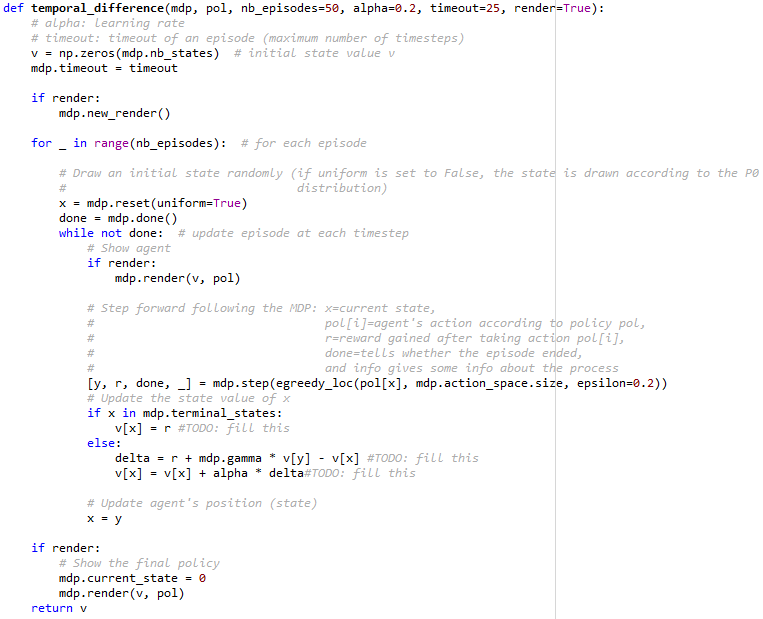 def temporal_difference(mdp, pol, nb_episodes=50, alpha=0.2, timeout=25, render=True):
    # alpha: learning rate
    # timeout: timeout of an episode (maximum number of timesteps)
    v = np.zeros(mdp.nb_states)  # initial state value v
    mdp.timeout = timeout

    if render:
        mdp.new_render()

    for _ in range(nb_episodes):  # for each episode

        # Draw an initial state randomly (if uniform is set to False, the state is drawn according to the P0
        #                                 distribution)
        x = mdp.reset(uniform=True)
        done = mdp.done()
        while not done:  # update episode at each timestep
            # Show agent
            if render:
                mdp.render(v, pol)

            # Step forward following the MDP: x=current state,
            #                                 pol[i]=agent's action according to policy pol,
            #                                 r=reward gained after taking action pol[i],
            #                                 done=tells whether the episode ended,
            #                                 and info gives some info about the process
            [y, r, done, _] = mdp.step(egreedy_loc(pol[x], mdp.action_space.size, epsilon=0.2))
            # Update the state value of x
            if x in mdp.terminal_states:
                v[x] = r #TODO: fill this
            else:
                delta = r + mdp.gamma * v[y] - v[x] #TODO: fill this
                v[x] = v[x] + alpha * delta#TODO: fill this

            # Update agent's position (state)
            x = y

    if render:
        # Show the final policy
        mdp.current_state = 0
        mdp.render(v, pol)
    return v